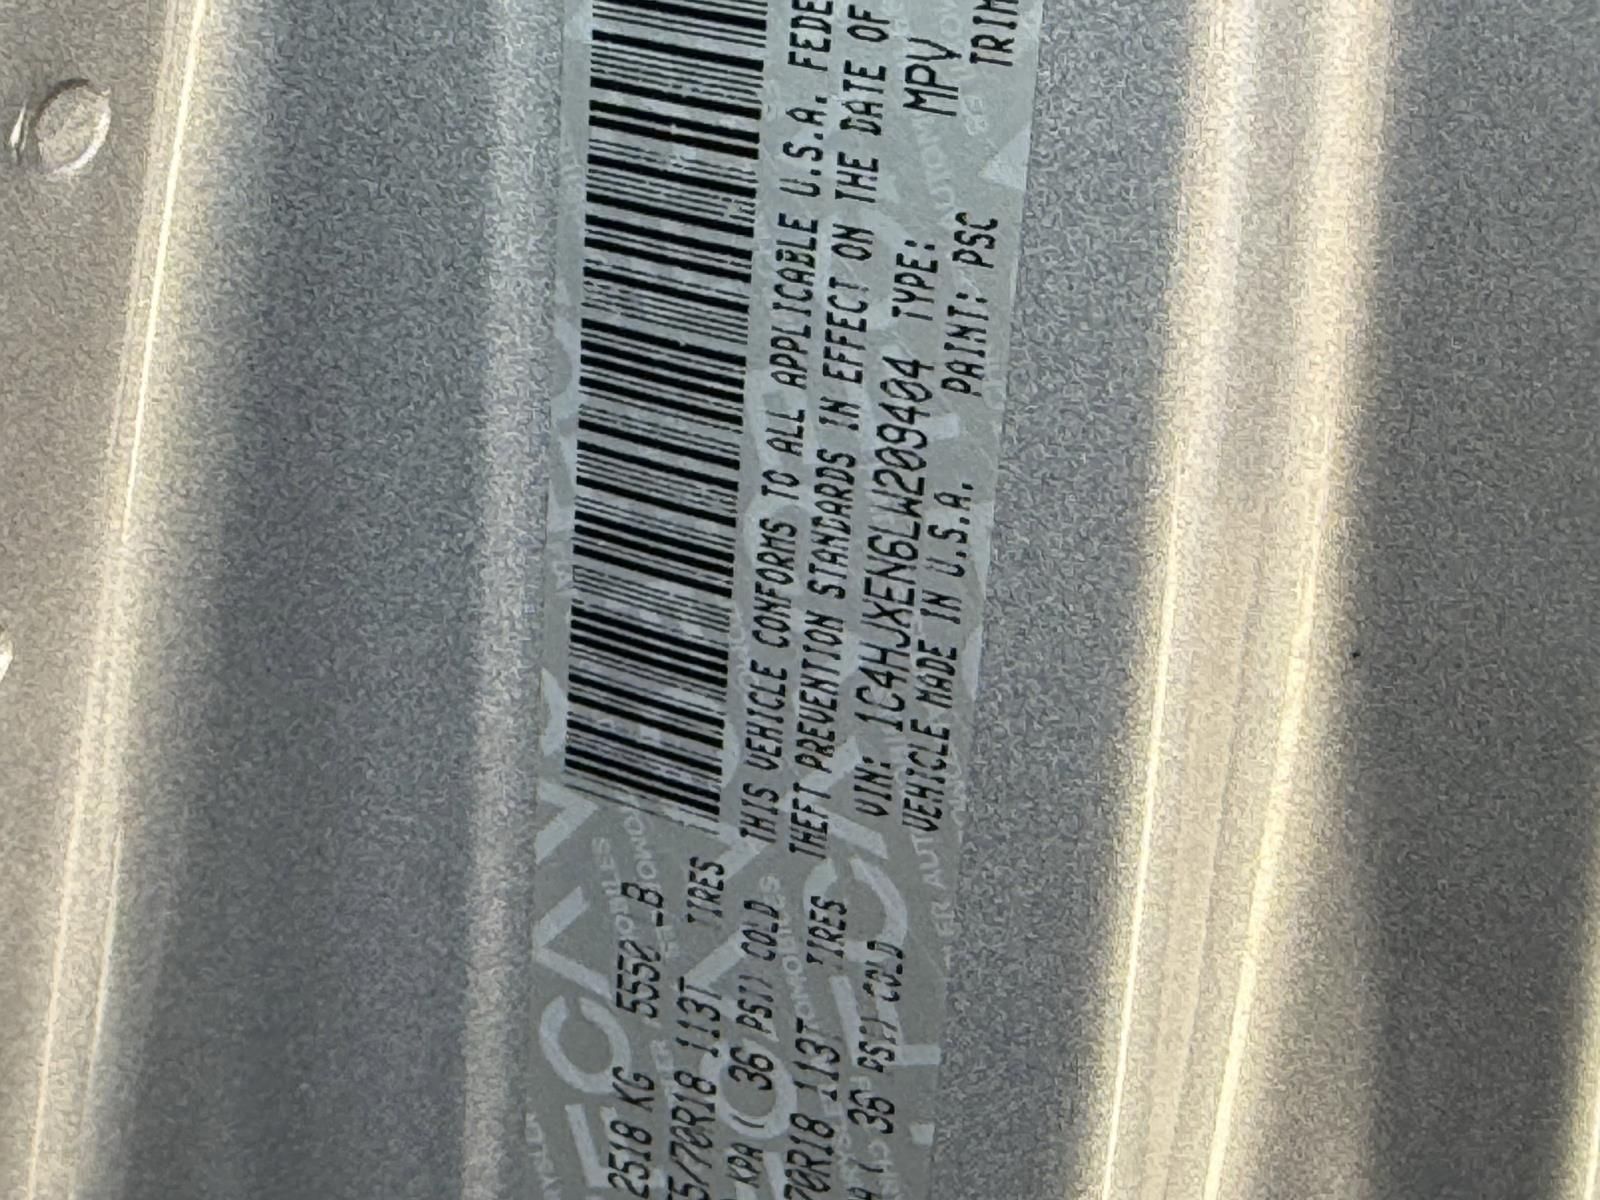 2518 KG 5550 LB
5/70R18 113T TIRES
KPA ( 36 PSI) COLD
70R18 113T TIRES
36 PSI) COLD
THIS VEHICLE CONFORMS TO ALL APPLICABLE U.S.A. FEDE
THEFT PREVENTION STANDARDS IN EFFECT ON THE DATE OF
VIN: 1C4HJXEN6LW209404 TYPE: MPV
VEHICLE MADE IN U.S.A. PAINT: PSC TRIM